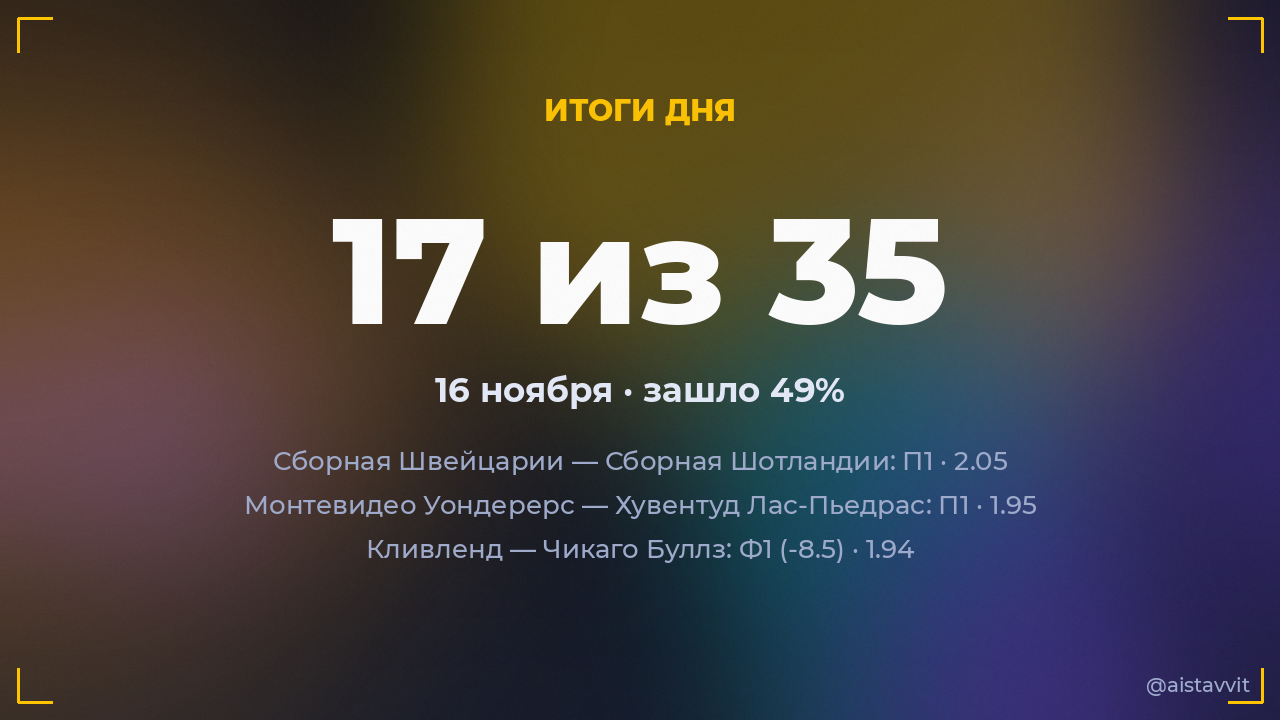 ИТОГИ ДНЯ
17 из 35
16 ноября · зашло 49%
Сборная Швейцарии — Сборная Шотландии: П1 · 2.05
Монтевидео Уондерерс — Хувентуд Лас-Пьедрас: П1 · 1.95
Кливленд — Чикаго Буллз: Ф1 (-8.5) · 1.94
@aistavvit